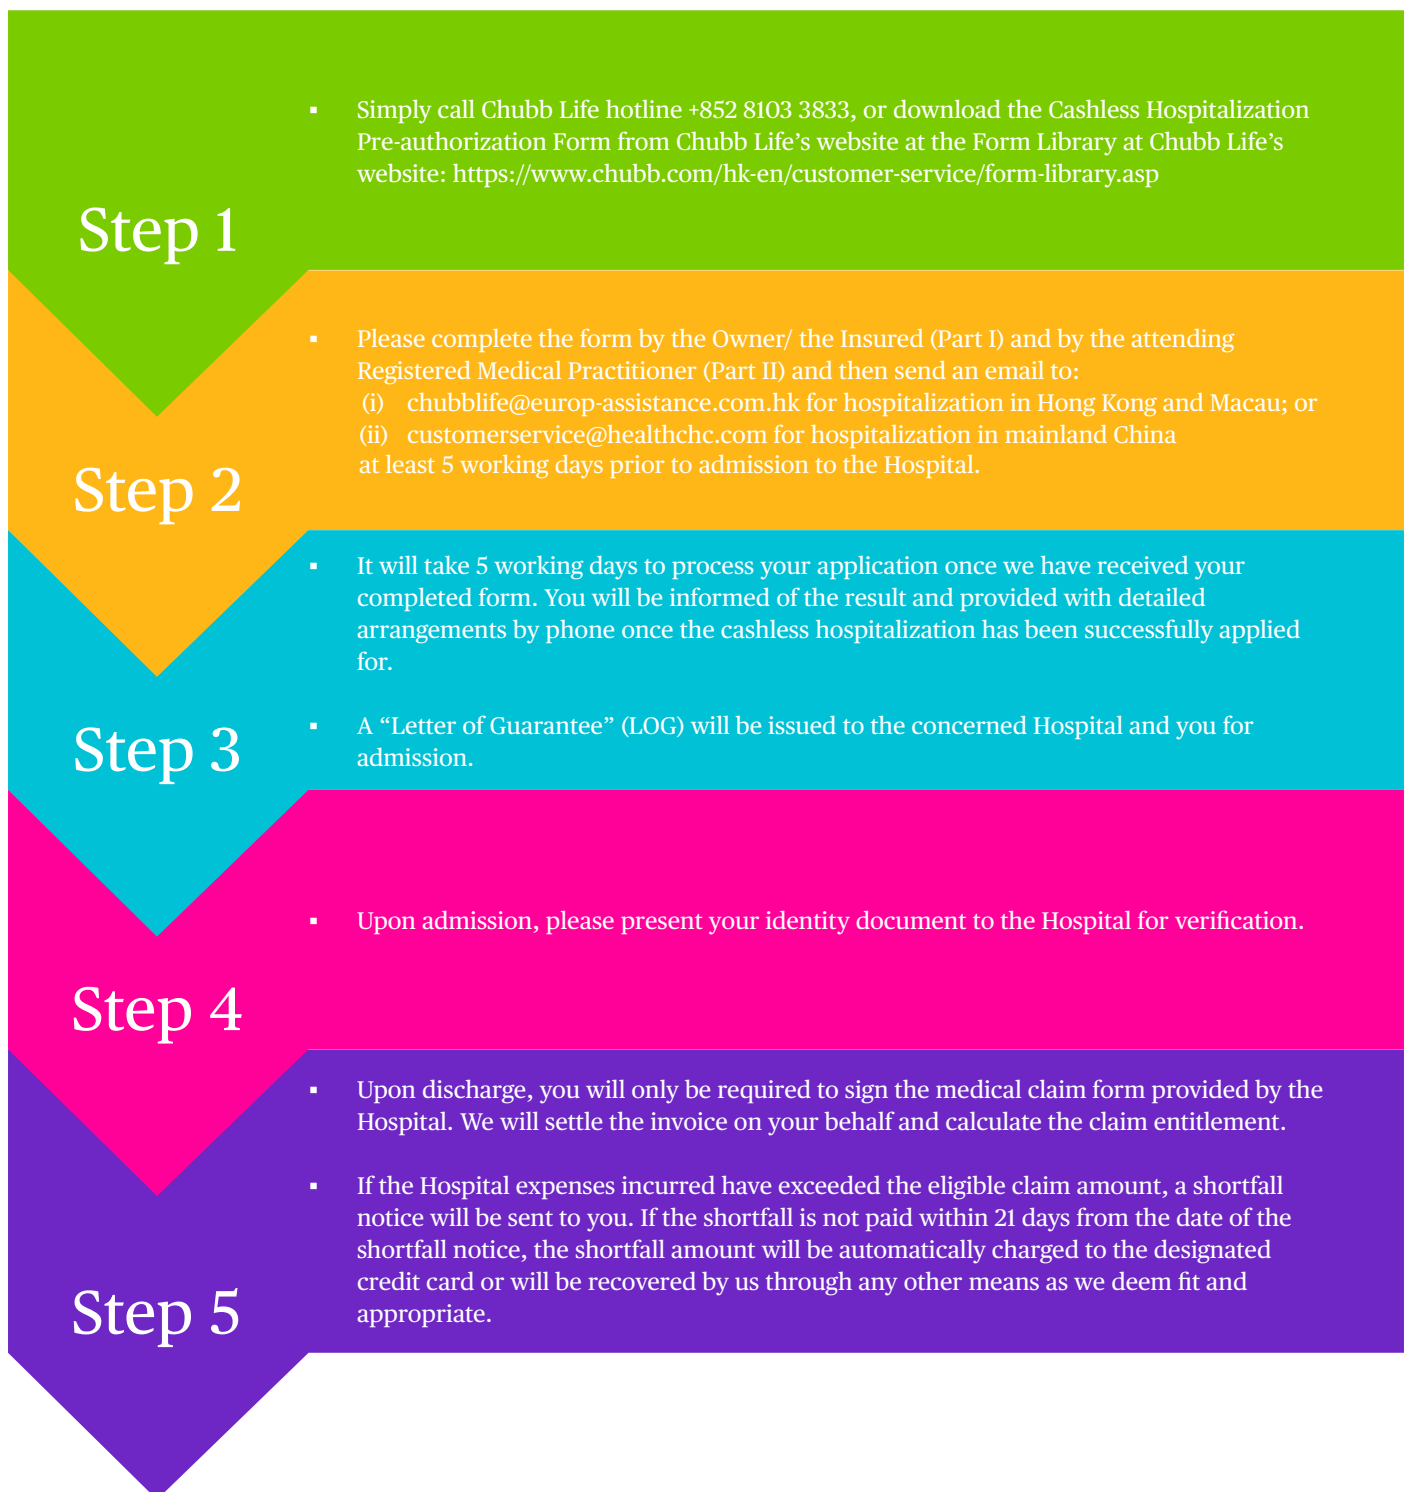 Step 1
▪ Simply call Chubb Life hotline +852 8103 3833, or download the Cashless Hospitalization
Pre-authorization Form from Chubb Life’s website at the Form Library at Chubb Life’s
website: https://www.chubb.com/hk-en/customer-service/form-library.asp
Step 2
▪ Please complete the form by the Owner/ the Insured (Part I) and by the attending
Registered Medical Practitioner (Part II) and then send an email to:
(i) chubblife@europ-assistance.com.hk for hospitalization in Hong Kong and Macau; or
(ii) customerservice@healthchc.com for hospitalization in mainland China
at least 5 working days prior to admission to the Hospital.
Step 3
▪ It will take 5 working days to process your application once we have received your
completed form. You will be informed of the result and provided with detailed
arrangements by phone once the cashless hospitalization has been successfully applied
for.
▪ A “Letter of Guarantee” (LOG) will be issued to the concerned Hospital and you for
admission.
Step 4
▪ Upon admission, please present your identity document to the Hospital for verification.
Step 5
▪ Upon discharge, you will only be required to sign the medical claim form provided by the
Hospital. We will settle the invoice on your behalf and calculate the claim entitlement.
▪ If the Hospital expenses incurred have exceeded the eligible claim amount, a shortfall
notice will be sent to you. If the shortfall is not paid within 21 days from the date of the
shortfall notice, the shortfall amount will be automatically charged to the designated
credit card or will be recovered by us through any other means as we deem fit and
appropriate.